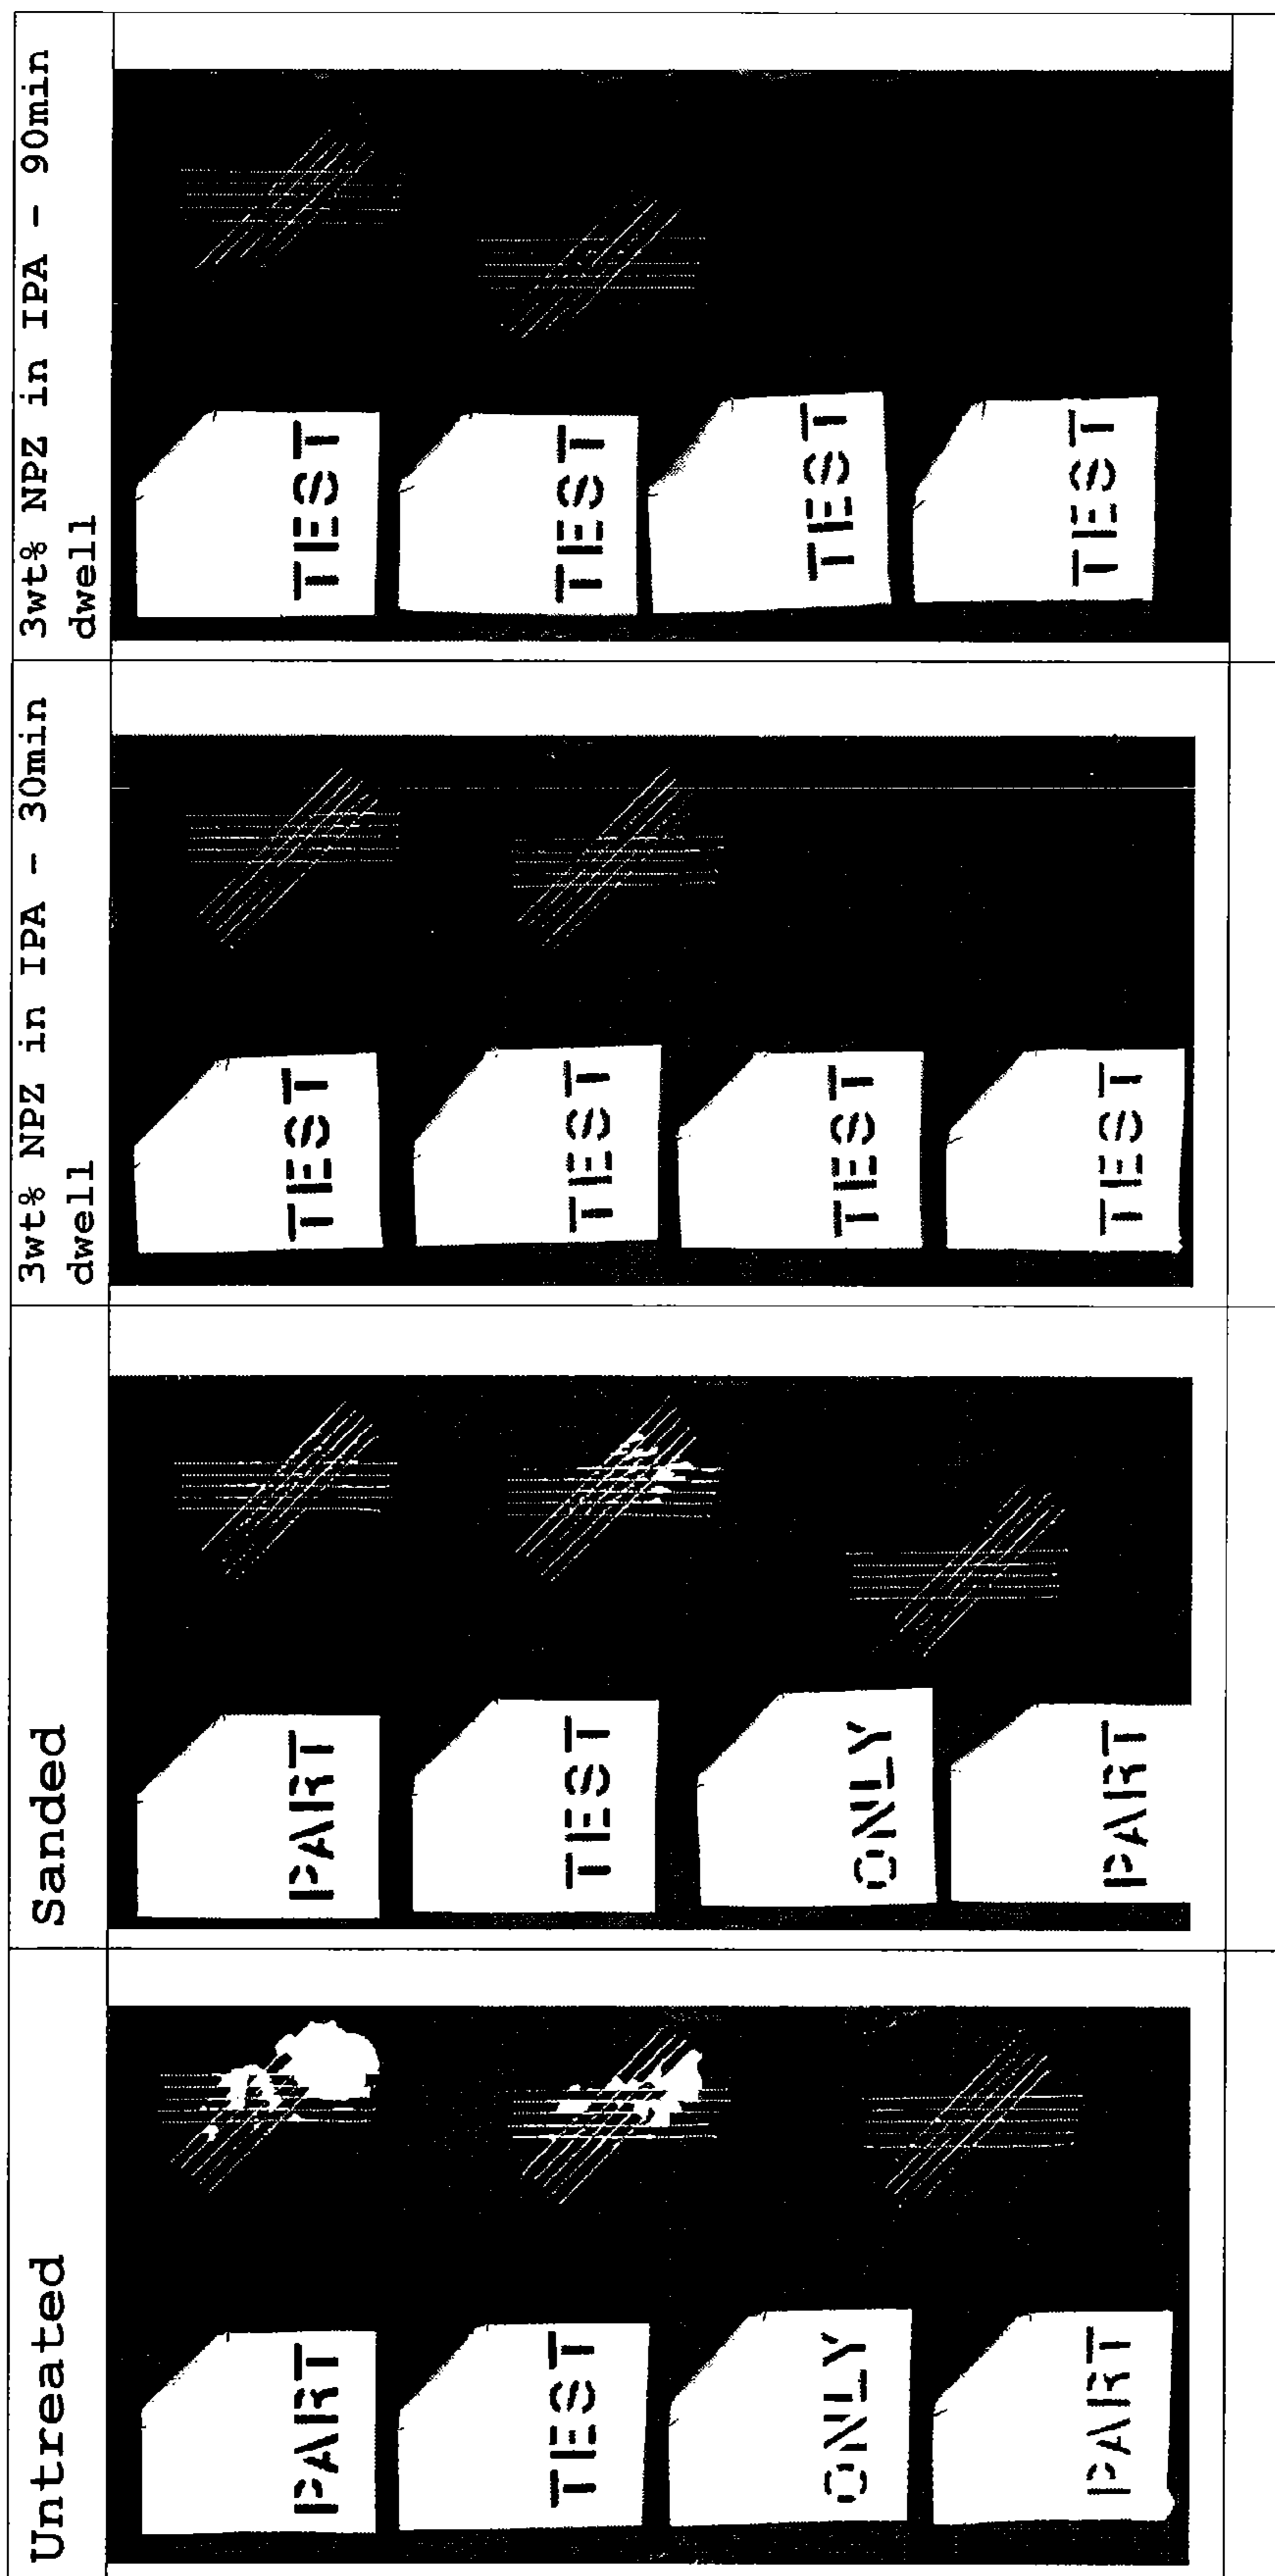 Untreated
PART
TEST
ONLY
PART
Sanded
PART
TEST
ONLY
PART
3wt% NPZ in IPA - 30min
dwell
TEST
TEST
TEST
TEST
3wt% NPZ in IPA - 90min
dwell
TEST
TEST
TEST
TEST